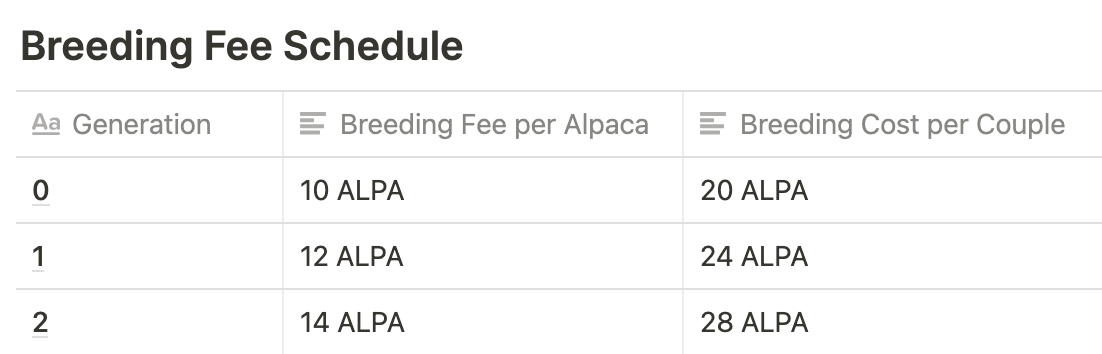 Breeding Fee Schedule
Aa Generation Breeding Fee per Alpaca Breeding Cost per Couple
0 10 ALPA 20 ALPA
1 12 ALPA 24 ALPA
2 14 ALPA 28 ALPA